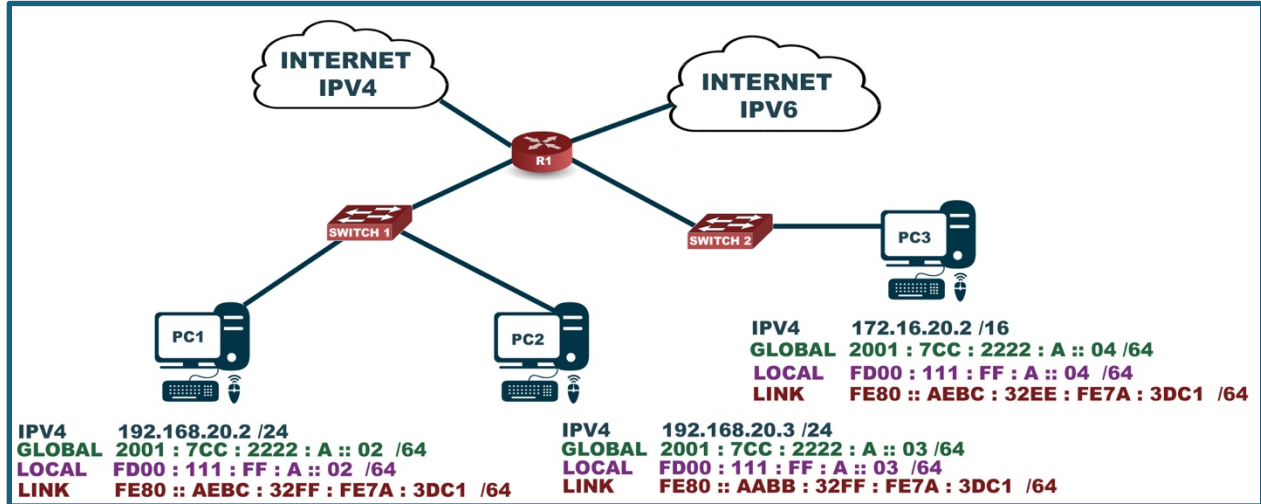 INTERNET
IPV4
INTERNET
IPV6
R1
SWITCH 1
SWITCH 2
PC3
PC1
PC2
IPV4 172.16.20.2 /16
GLOBAL 2001 : 7CC : 2222 : A :: 04 /64
LOCAL FD00 : 111 : FF : A :: 04 /64
LINK FE80 :: AEBC : 32EE : FE7A : 3DC1 /64
IPV4 192.168.20.2 /24
GLOBAL 2001 : 7CC : 2222 : A :: 02 /64
LOCAL FD00 : 111 : FF : A :: 02 /64
LINK FE80 :: AEBC : 32FF : FE7A : 3DC1 /64
IPV4 192.168.20.3 /24
GLOBAL 2001 : 7CC : 2222 : A :: 03 /64
LOCAL FD00 : 111 : FF : A :: 03 /64
LINK FE80 :: AABB : 32FF : FE7A : 3DC1 /64